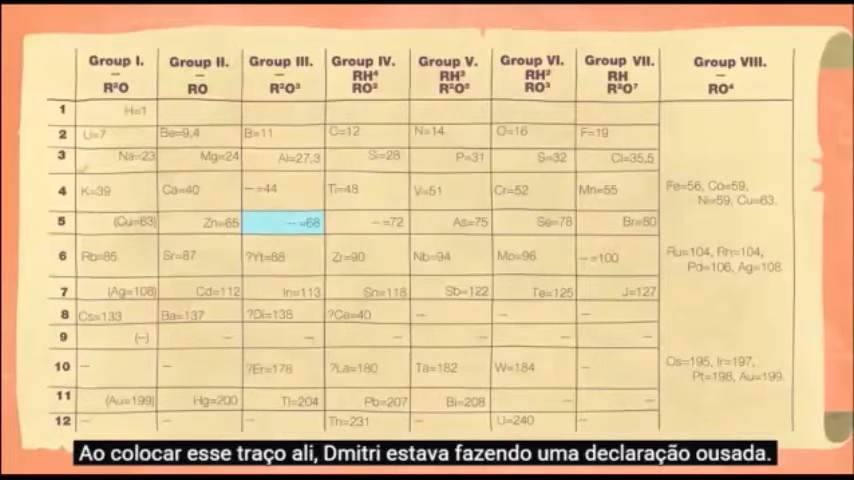 Group I. Group II. Group III. Group IV. Group V. Group VI. Group VII. Group VIII.
— — — RH⁴ RH³ RH² RH —
R²O RO R²O³ RO² R²O⁵ RO³ R²O⁷ RO⁴
1 H=1
2 Li=7 Be=9,4 B=11 C=12 N=14 O=16 F=19
3 Na=23 Mg=24 Al=27,3 Si=28 P=31 S=32 Cl=35,5
4 K=39 Ca=40 —=44 Ti=48 V=51 Cr=52 Mn=55 Fe=56, Co=59,
Ni=59, Cu=63.
5 (Cu=63) Zn=65 —=68 —=72 As=75 Se=78 Br=80
6 Rb=85 Sr=87 ?Yt=88 Zr=90 Nb=94 Mo=96 —=100 Ru=104, Rh=104,
Pd=106, Ag=108.
7 (Ag=108) Cd=112 In=113 Sn=118 Sb=122 Te=125 J=127
8 Cs=133 Ba=137 ?Di=138 ?Ce=40 — — —
9 (—) — — — — — —
10 — — ?Er=178 ?La=180 Ta=182 W=184 — Os=195, Ir=197,
Pt=198, Au=199.
11 (Au=199) Hg=200 Tl=204 Pb=207 Bi=208 — —
12 — — — Th=231 — U=240 —
Ao colocar esse traço ali, Dmitri estava fazendo uma declaração ousada.